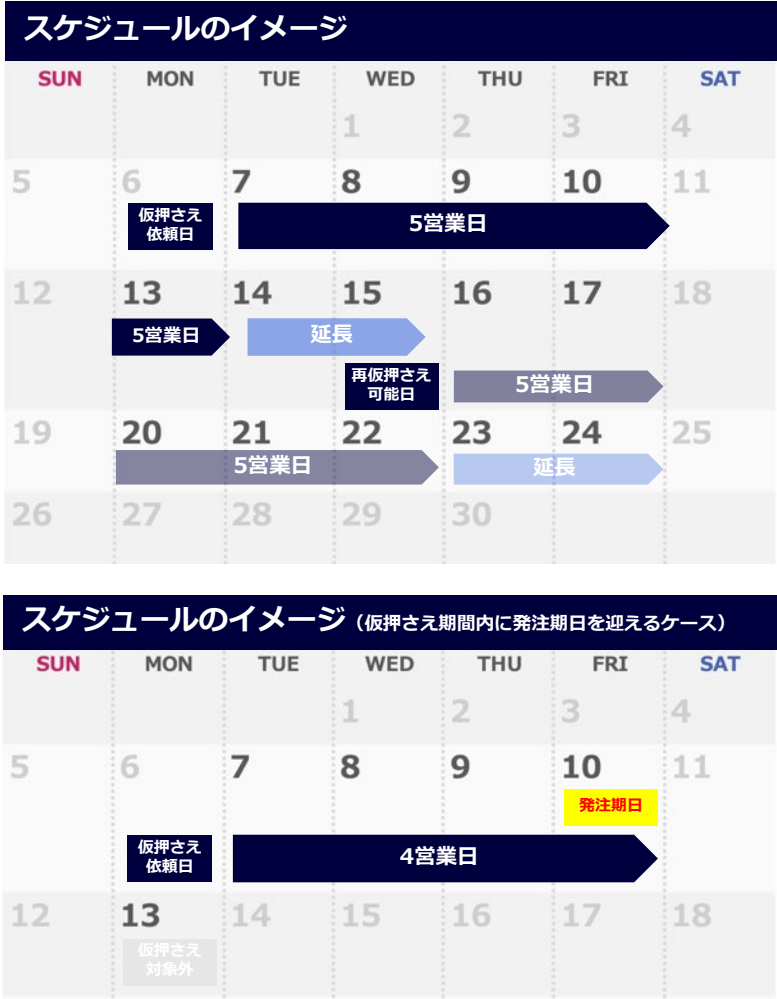 スケジュールのイメージ
SUN MON TUE WED THU FRI SAT
1 2 3 4
5 6 7 8 9 10 11
仮押さえ
依頼日
5営業日
12 13 14 15 16 17 18
5営業日 延長
再仮押さえ
可能日
5営業日
19 20 21 22 23 24 25
5営業日 延長
26 27 28 29 30
スケジュールのイメージ（仮押さえ期間内に発注期日を迎えるケース）
SUN MON TUE WED THU FRI SAT
1 2 3 4
5 6 7 8 9 10 11
発注期日
仮押さえ
依頼日
4営業日
12 13 14 15 16 17 18
仮押さえ
対象外